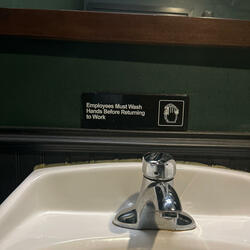 Employees Must Wash
Hands Before Returning
to Work